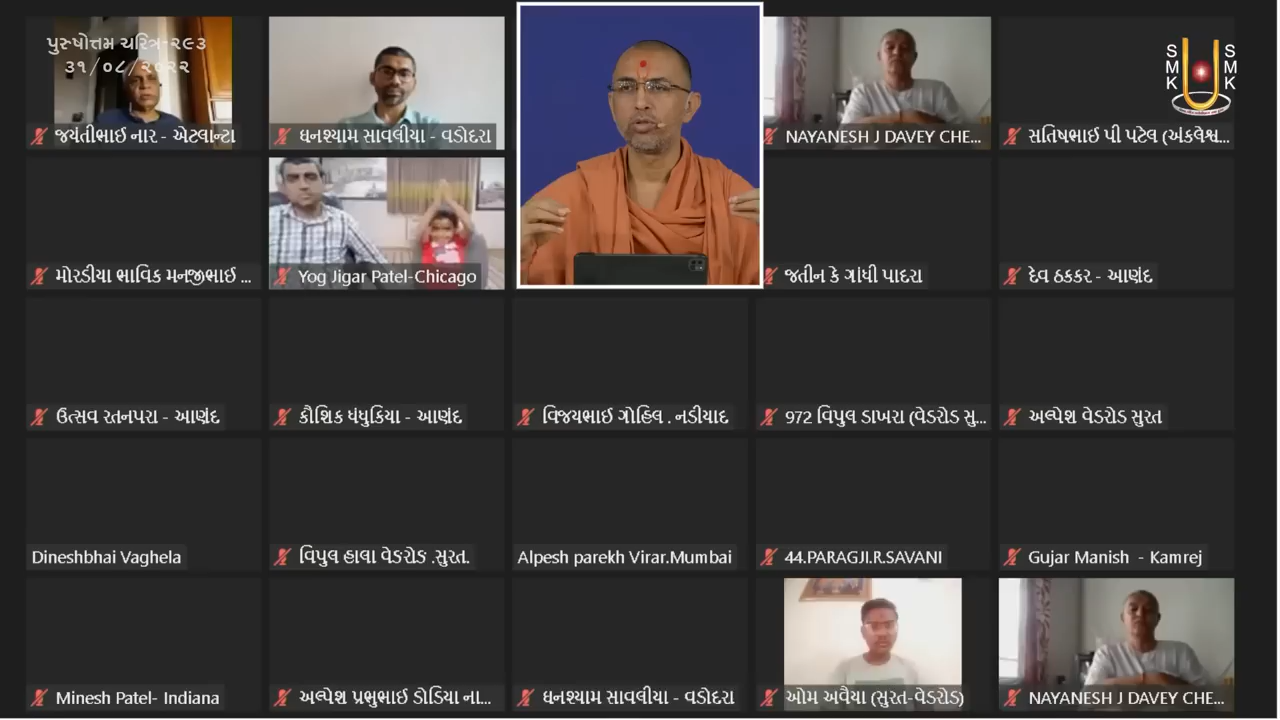 પુરુષોત્તમ ચરિત્ર-૨૯૩
૩૧/૦૮/૨૦૨૨
SMK
SMK
જયંતીભાઈ નાર - એટલાન્ટા
ઘનશ્યામ સાવલીયા - વડોદરા
NAYANESH J DAVEY CHE...
સતિષભાઈ પી પટેલ (અંકલેશ્વ...
મોરડીયા ભાવિક મનજીભાઈ ...
Yog Jigar Patel-Chicago
જતીન કે ગાંધી પાદરા
દેવ ઠકકર - આણંદ
ઉત્સવ રતનપરા - આણંદ
કૌશિક ધંધુકિયા - આણંદ
વિજયભાઈ ગોહિલ . નડીયાદ
972 વિપુલ ડાખરા (વેડરોડ સુ...
અલ્પેશ વેડરોડ સુરત
Dineshbhai Vaghela
વિપુલ હાલા વેડરોડ .સુરત.
Alpesh parekh Virar.Mumbai
44.PARAGJI.R.SAVANI
Gujar Manish - Kamrej
Minesh Patel- Indiana
અલ્પેશ પ્રભુભાઈ ડોડિયા ના...
ઘનશ્યામ સાવલીયા - વડોદરા
ઓમ અવૈયા (સુરત-વેડરોડ)
NAYANESH J DAVEY CHE...